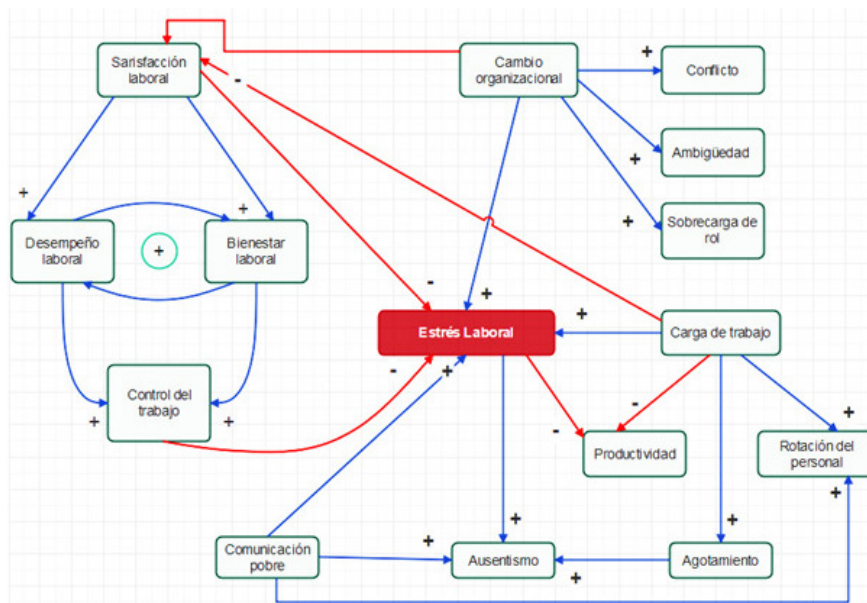 Sarisfacción
laboral
Cambio
organizacional
+
Conflicto
-
+
Ambigüedad
+
+
+
Sobrecarga de
rol
Desempeño
laboral
+
Bienestar
laboral
-
+
Estrés Laboral
+
Carga de trabajo
-
+
Control del
trabajo
+
+
-
-
+
Productividad
Rotación del
personal
+
+
+
Comunicación
pobre
+
Ausentismo
+
Agotamiento